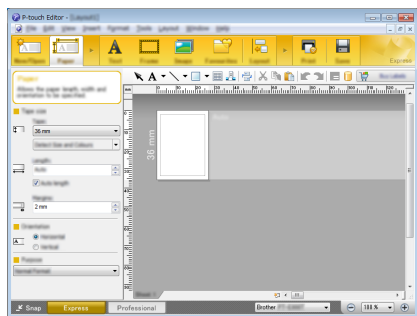 P-touch Editor - [Layout1]
File Edit View Insert Format Tools Layout Window Help
New/Open Paper Text Frame Image Favourites Layout Print Save Express
Paper
Allows the paper length, width and
orientation to be specified.
Tape size
Tape:
36 mm
Detect Size and Colours
Length:
Auto
Auto length
Margins:
2 mm
Orientation
Horizontal
Vertical
Purpose
Normal Format
36 mm
Snap Express Professional
Brother
100 %